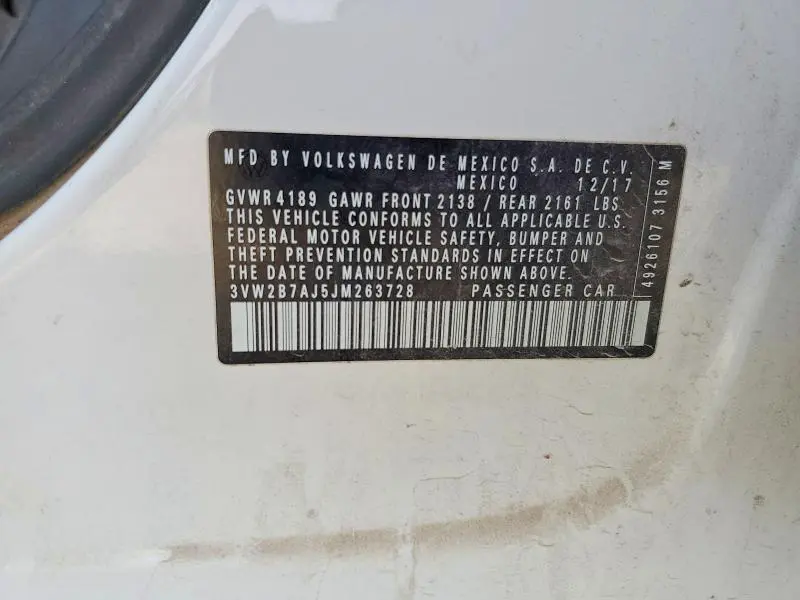 MFD BY VOLKSWAGEN DE MEXICO S.A. DE C.V.
MEXICO 12/17
GVWR 4189 GAWR FRONT 2138 / REAR 2161 LBS
THIS VEHICLE CONFORMS TO ALL APPLICABLE U.S.
FEDERAL MOTOR VEHICLE SAFETY, BUMPER AND
THEFT PREVENTION STANDARDS IN EFFECT ON
THE DATE OF MANUFACTURE SHOWN ABOVE.
3VW2B7AJ5JM263728 PASSENGER CAR
4926107 3156 M